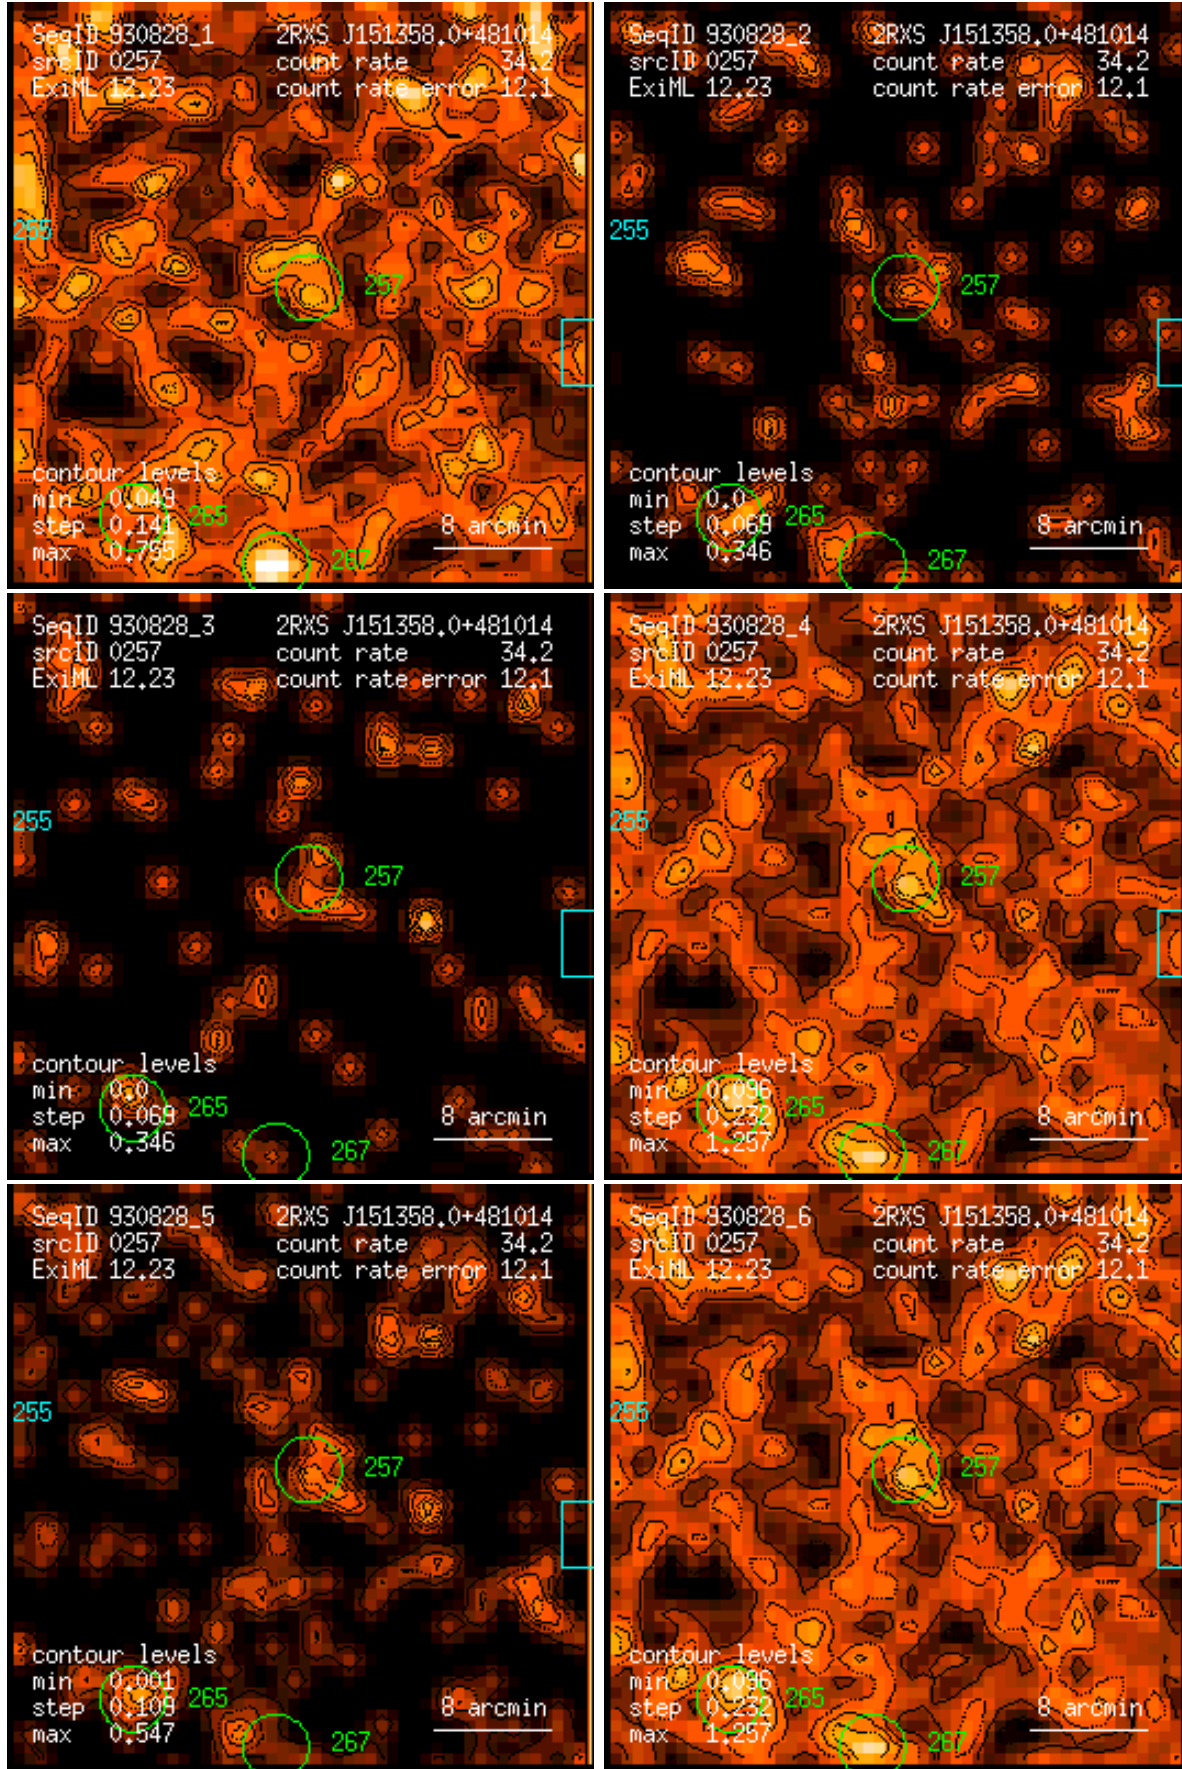 SeqID 930828_1 2RXS J151358.0+481014
srcID 0257 count rate 34.2
ExiML 12.23 count rate error 12.1
255
257
contour levels
min 0.049
step 0.141 265 8 arcmin
max 0.755 267
SeqID 930828_2 2RXS J151358.0+481014
srcID 0257 count rate 34.2
ExiML 12.23 count rate error 12.1
255
257
contour levels
min 0.0
step 0.069 265 8 arcmin
max 0.346 267
SeqID 930828_3 2RXS J151358.0+481014
srcID 0257 count rate 34.2
ExiML 12.23 count rate error 12.1
255
257
contour levels
min 0.0
step 0.069 265 8 arcmin
max 0.346 267
SeqID 930828_4 2RXS J151358.0+481014
srcID 0257 count rate 34.2
ExiML 12.23 count rate error 12.1
255
257
contour levels
min 0.096
step 0.232 265 8 arcmin
max 1.257 267
SeqID 930828_5 2RXS J151358.0+481014
srcID 0257 count rate 34.2
ExiML 12.23 count rate error 12.1
255
257
contour levels
min 0.001
step 0.109 265 8 arcmin
max 0.547 267
SeqID 930828_6 2RXS J151358.0+481014
srcID 0257 count rate 34.2
ExiML 12.23 count rate error 12.1
255
257
contour levels
min 0.096
step 0.232 265 8 arcmin
max 1.257 267